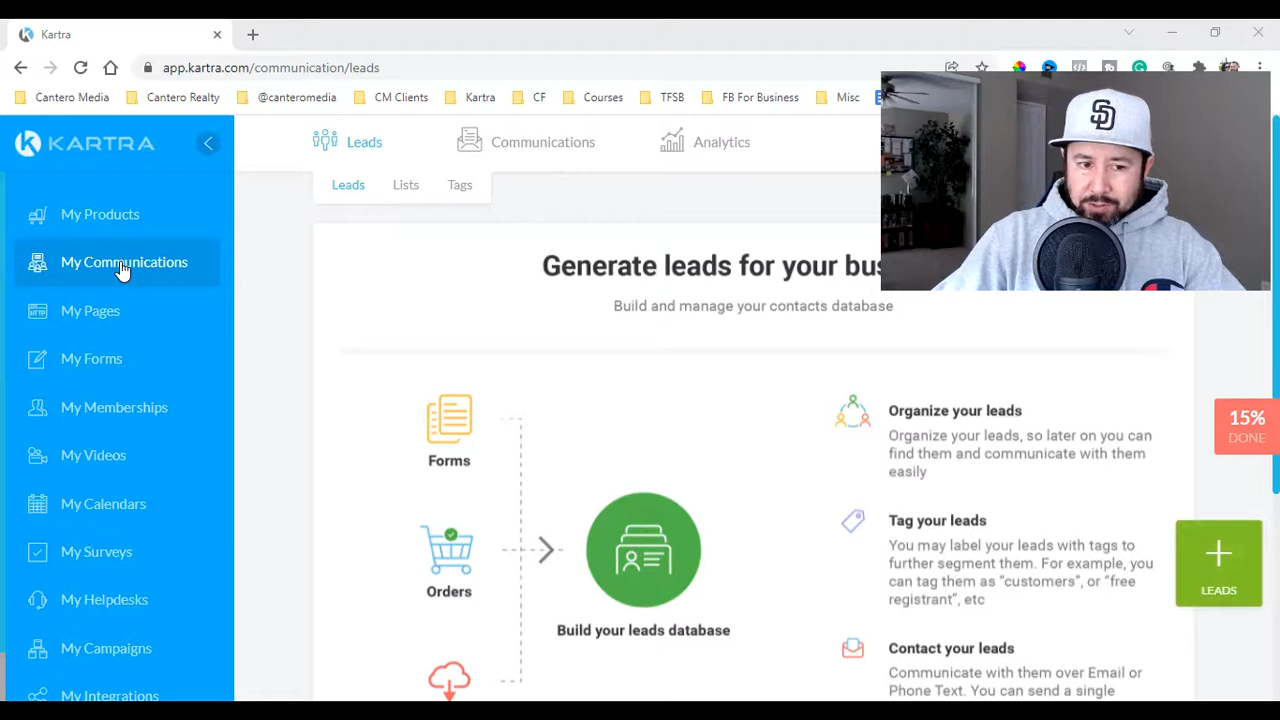 Kartra
app.kartra.com/communication/leads
Cantero Media
Cantero Realty
@canteromedia
CM Clients
Kartra
CF
Courses
TFSB
FB For Business
Misc
KARTRA
My Products
My Communications
My Pages
My Forms
My Memberships
My Videos
My Calendars
My Surveys
My Helpdesks
My Campaigns
My Integrations
Leads
Communications
Analytics
Leads
Lists
Tags
Generate leads for your bus
Build and manage your contacts database
Forms
Orders
Build your leads database
Organize your leads
Organize your leads, so later on you can
find them and communicate with them
easily
Tag your leads
You may label your leads with tags to
further segment them. For example, you
can tag them as “customers”, or “free
registrant”, etc
Contact your leads
Communicate with them over Email or
Phone Text. You can send a single
SD
15%
DONE
LEADS